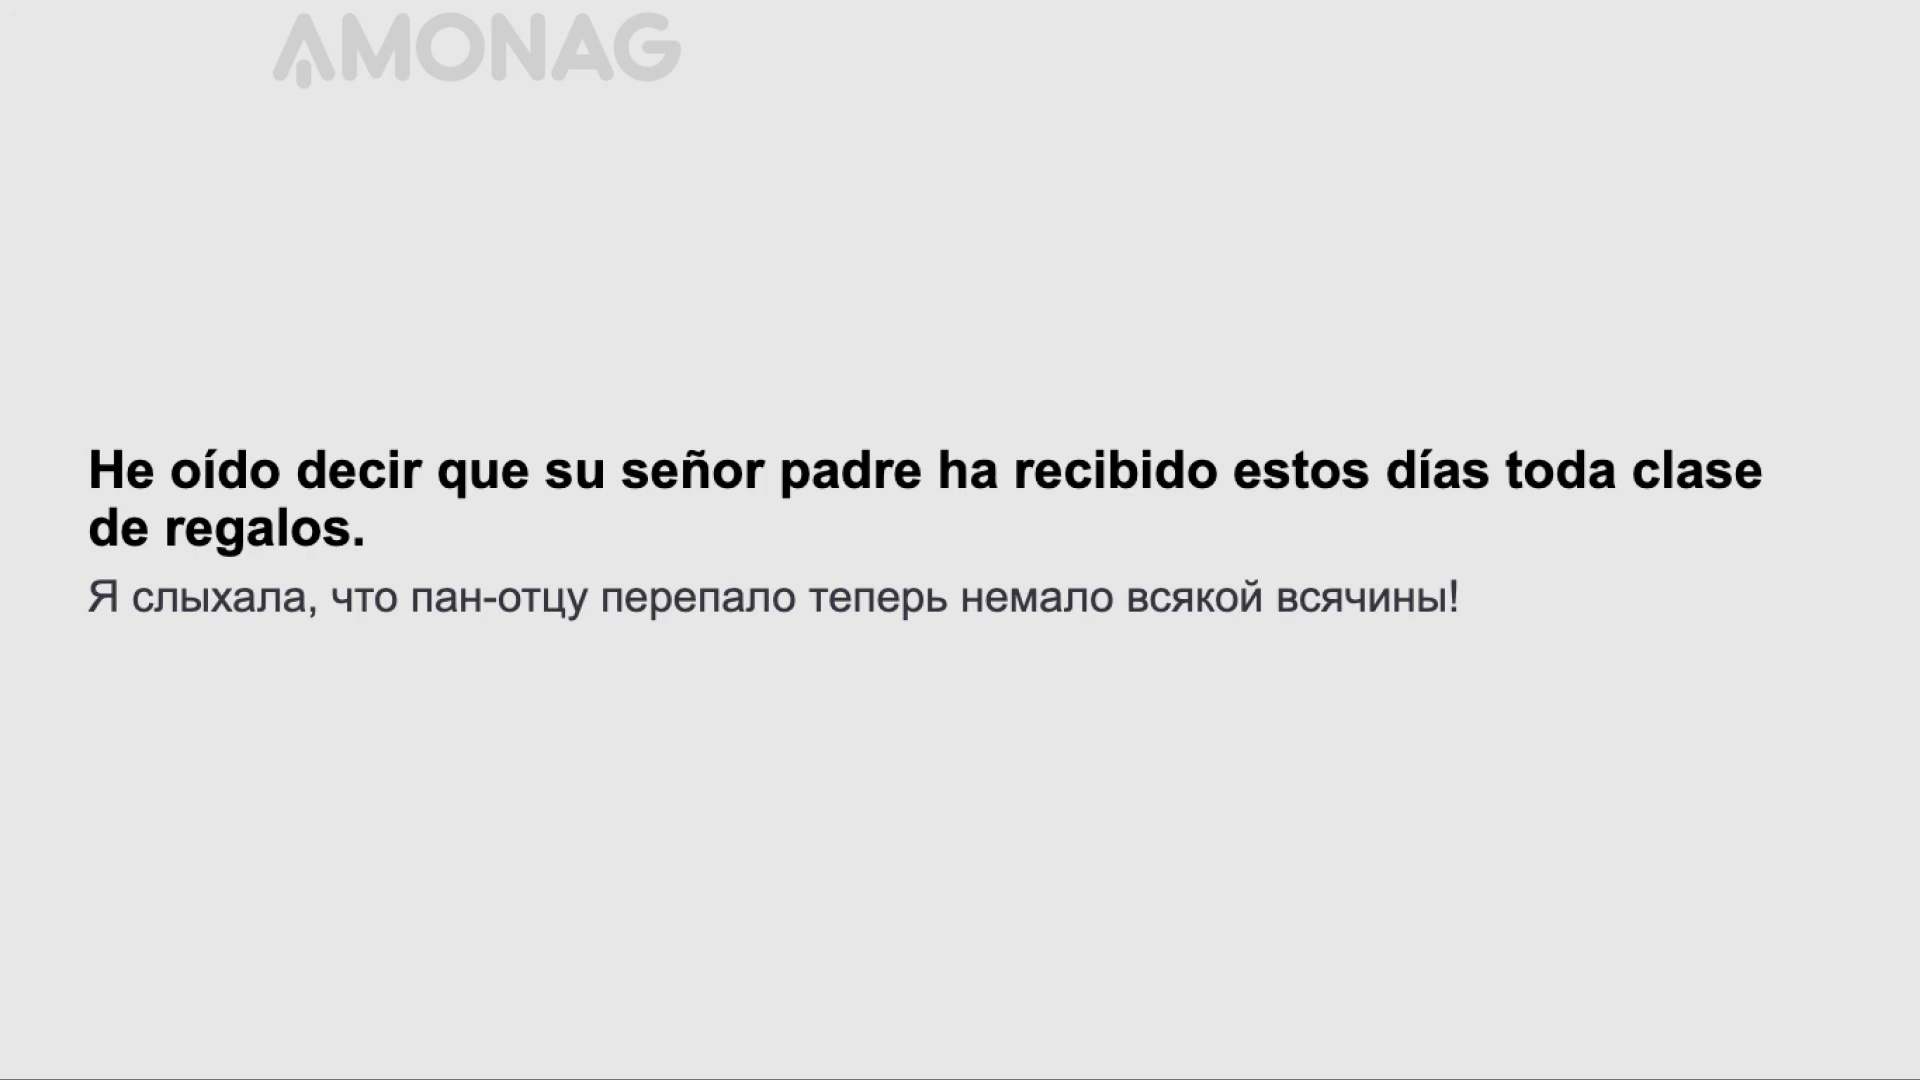 AMONAG
He oído decir que su señor padre ha recibido estos días toda clase
de regalos.
Я слыхала, что пан-отцу перепало теперь немало всякой всячины!